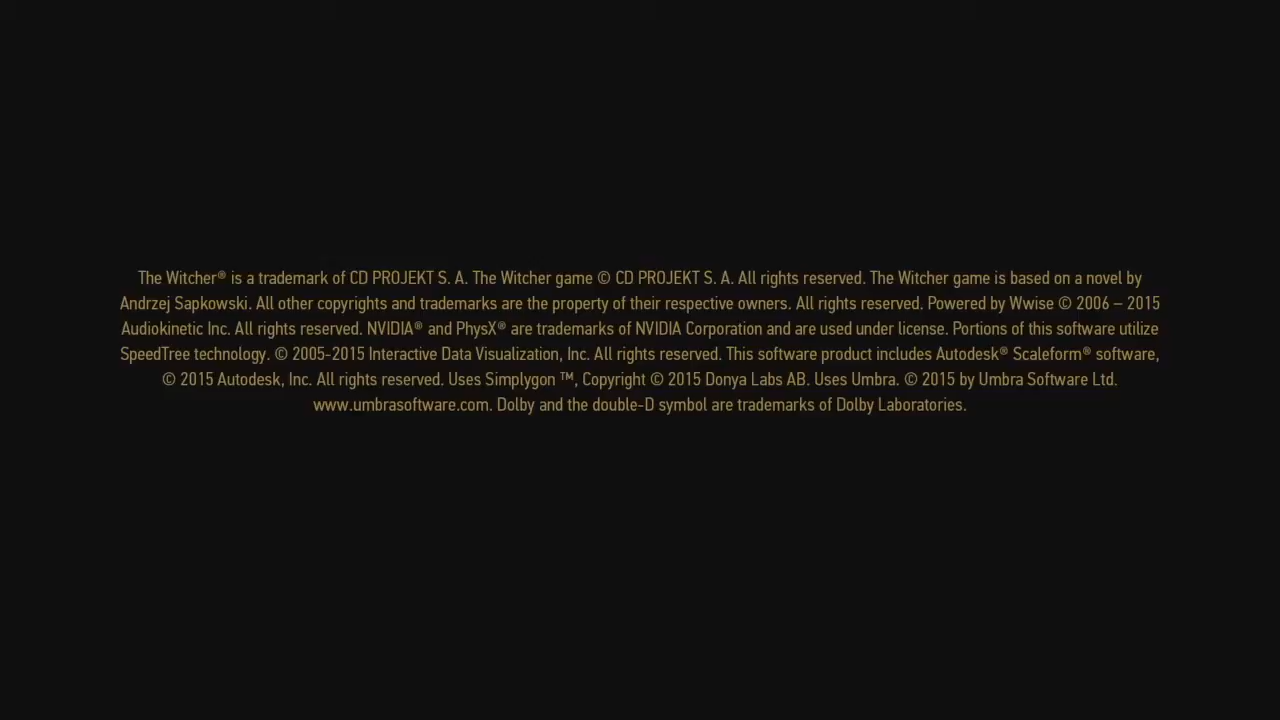 The Witcher® is a trademark of CD PROJEKT S. A. The Witcher game © CD PROJEKT S. A. All rights reserved. The Witcher game is based on a novel by
Andrzej Sapkowski. All other copyrights and trademarks are the property of their respective owners. All rights reserved. Powered by Wwise © 2006 – 2015
Audiokinetic Inc. All rights reserved. NVIDIA® and PhysX® are trademarks of NVIDIA Corporation and are used under license. Portions of this software utilize
SpeedTree technology. © 2005-2015 Interactive Data Visualization, Inc. All rights reserved. This software product includes Autodesk® Scaleform® software,
© 2015 Autodesk, Inc. All rights reserved. Uses Simplygon ™, Copyright © 2015 Donya Labs AB. Uses Umbra. © 2015 by Umbra Software Ltd.
www.umbrasoftware.com. Dolby and the double-D symbol are trademarks of Dolby Laboratories.